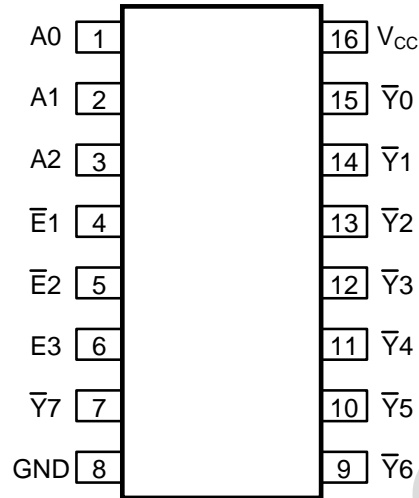 A0 1 16 VCC
A1 2 15 Y̅0
A2 3 14 Y̅1
E̅1 4 13 Y̅2
E̅2 5 12 Y̅3
E3 6 11 Y̅4
Y̅7 7 10 Y̅5
GND 8 9 Y̅6